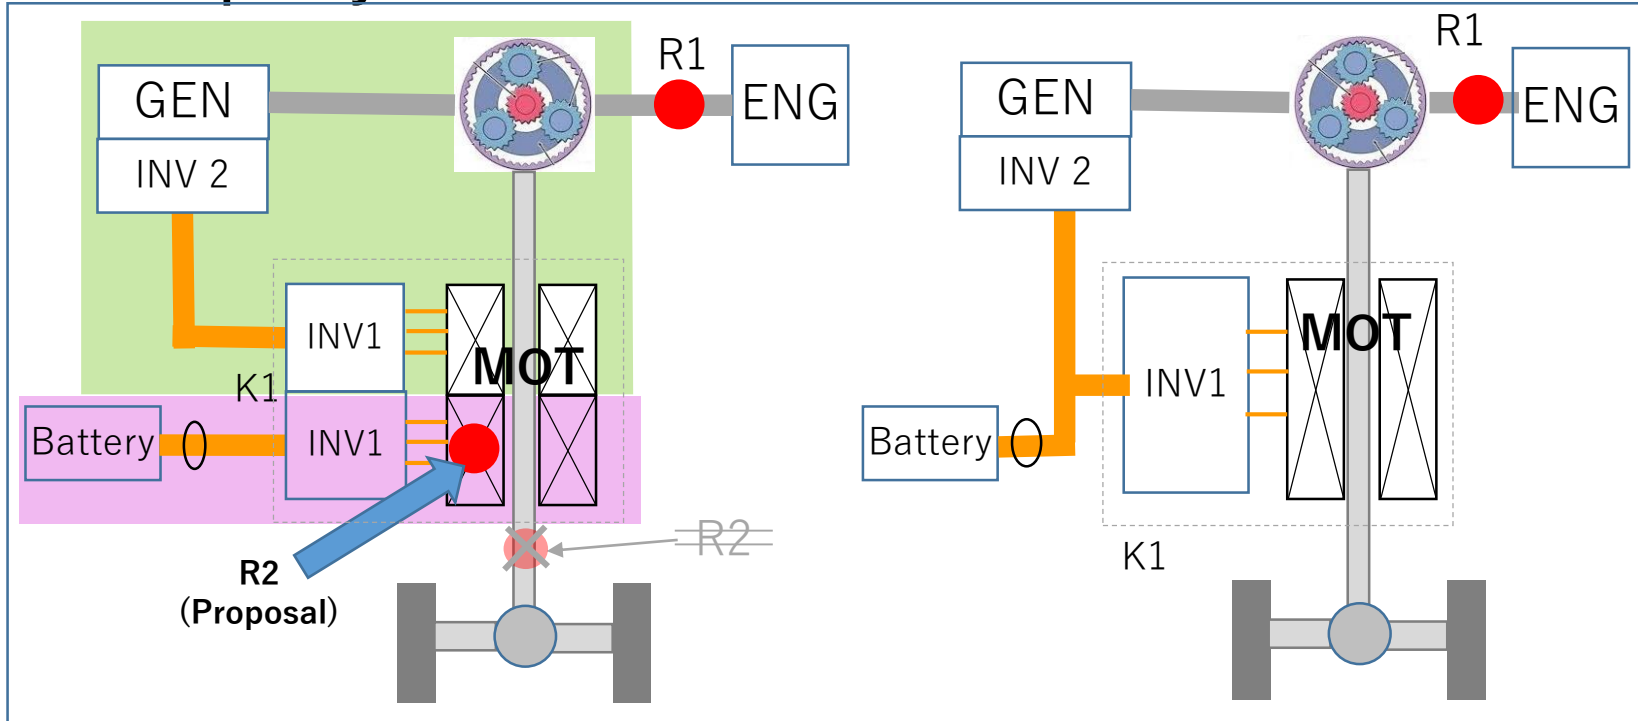 R1
GEN
ENG
INV 2
INV1
MOT
K1
Battery
INV1
R2
R2
(Proposal)
R1
GEN
ENG
INV 2
MOT
INV1
Battery
K1